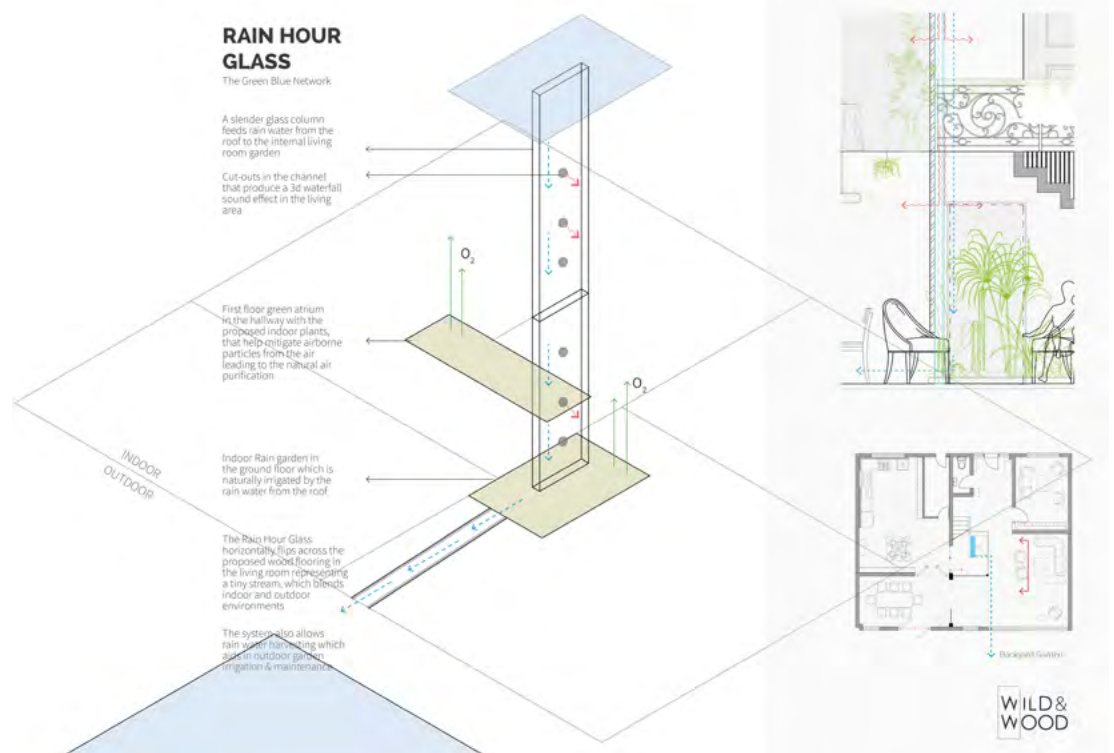 RAIN HOUR
GLASS
The Green Blue Network
A slender glass column
feeds rain water from the
roof to the internal living
room garden
Cut-outs in the channel
that produce a 3d waterfall
sound effect in the living
area
O2
First floor green atrium
in the hallway with the
proposed indoor plants,
that help mitigate airborne
particles from the air
leading to the natural air
purification
O2
INDOOR
OUTDOOR
Indoor Rain garden in
the ground floor which is
naturally irrigated by the
rain water from the roof
The Rain Hour Glass
horizontally flips across the
proposed wood flooring in
the living room representing
a tiny stream, which blends
indoor and outdoor
environments
The system also allows
rain water harvesting which
aids in outdoor garden
irrigation & maintenance
Backyard Garden
WILD&
WOOD